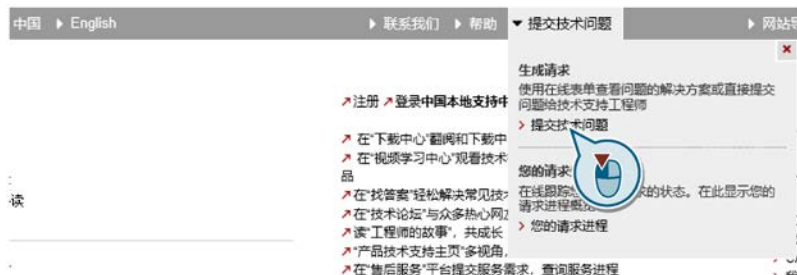 中国 English 联系我们 帮助 提交技术问题 网站
生成请求
使用在线表单查看问题的解决方案或直接提交
问题给技术支持工程师
提交技术问题
您的请求
在线跟踪 的状态。在此显示您的
请求进程
您的请求进程
注册 登录中国本地支持中
在"下载中心"翻阅和下载中
在"视频学习中心"观看技术
品
在"找答案"轻松解决常见技
在"技术论坛"与众多热心网
读"工程师的故事",共成长
"产品技术支持主页"多视角,
在"售后服务"平台提交服务需求,查询服务进程
读